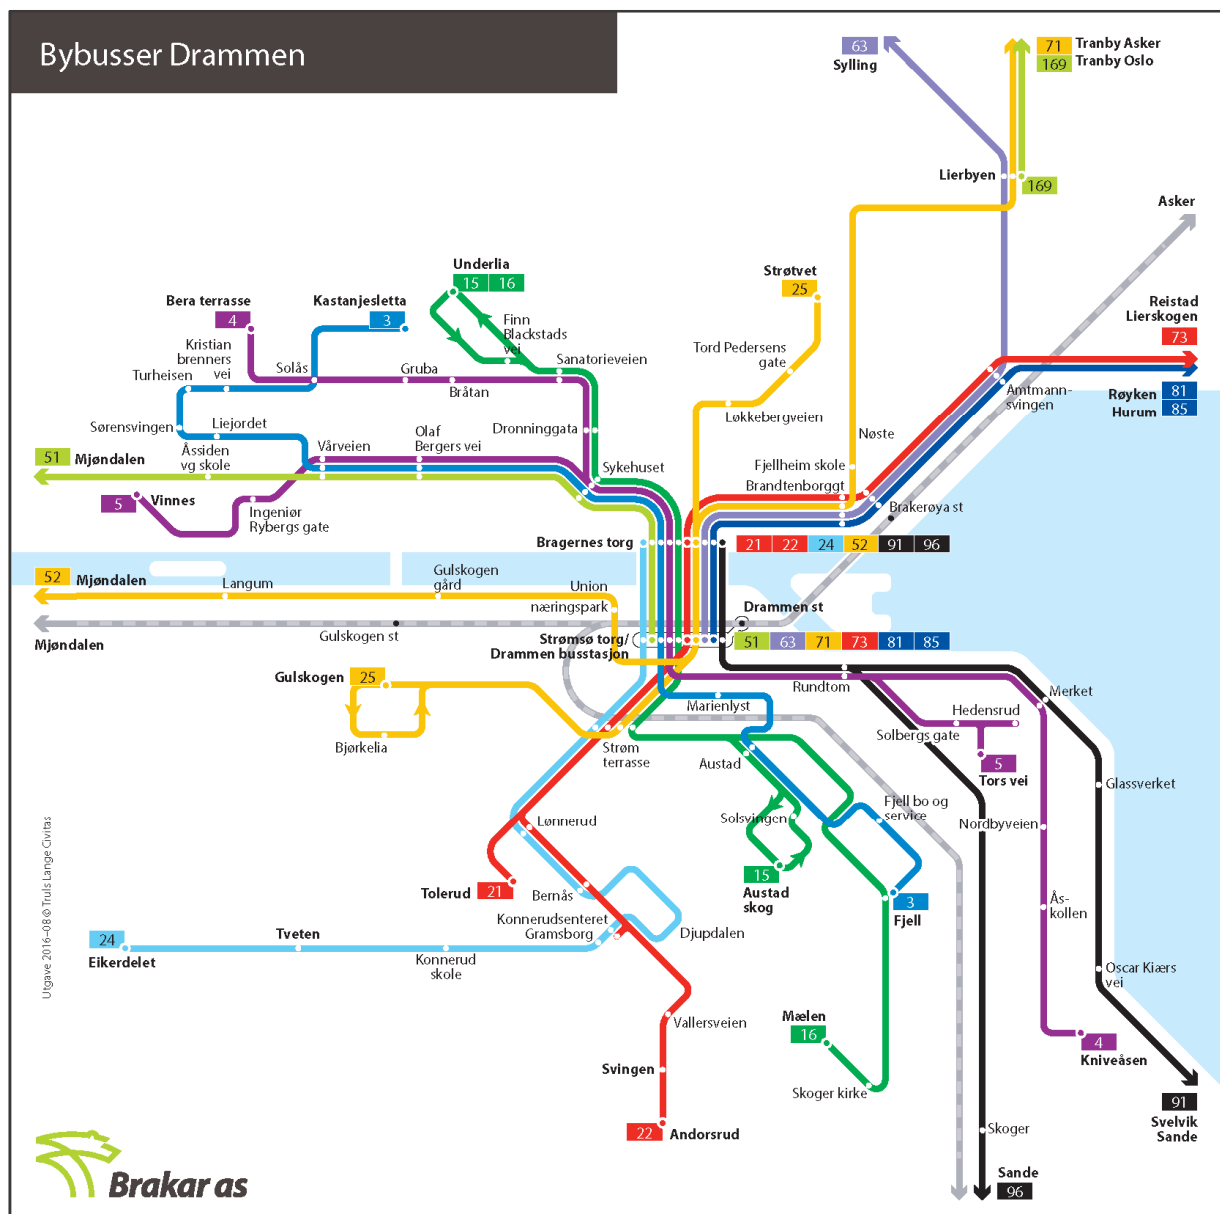 Bybusser Drammen
63
Sylling
71
Tranby Asker
169
Tranby Oslo
Lierbyen
169
Asker
Underlia
15
16
Strøtvet
25
Bera terrasse
4
Kastanjesletta
3
Reistad
Lierskogen
73
Røyken
81
Hurum
85
Kristian
brenners
vei
Finn
Blackstads
vei
Turheisen
Solås
Gruba
Bråtan
Sanatorieveien
Tord Pedersens
gate
Amtmann-
svingen
Sørensvingen
Liejordet
Åssiden
vg skole
Vårveien
Olaf
Bergers vei
Dronninggata
Løkkebergveien
Nøste
51
Mjøndalen
Sykehuset
Fjellheim skole
Brandtenborggt
Brakerøya st
5
Vinnes
Ingeniør
Rybergs gate
Bragernes torg
21
22
24
52
91
96
52
Mjøndalen
Langum
Gulskogen
gård
Union
næringspark
Drammen st
Mjøndalen
Gulskogen st
Strømsø torg/
Drammen busstasjon
51
63
71
73
81
85
Gulskogen
25
Bjørkelia
Rundtom
Marienlyst
Merket
Hedensrud
Solbergs gate
5
Tors vei
Strøm
terrasse
Austad
Glassverket
Solsvingen
Fjell bo og
service
Nordbyveien
Lønnerud
Tolerud
21
Bernås
15
Austad
skog
3
Fjell
Ås-
kollen
Konnerudsenteret
Gramsborg
Djupdalen
24
Eikerdelet
Tveten
Konnerud
skole
Oscar Kiærs
vei
Vallersveien
Mælen
16
Skoger kirke
4
Kniveåsen
Svingen
22
Andorsrud
91
Svelvik
Sande
Skoger
Sande
96
Utgave 2016–08 © Truls Lange Civitas
Brakar as